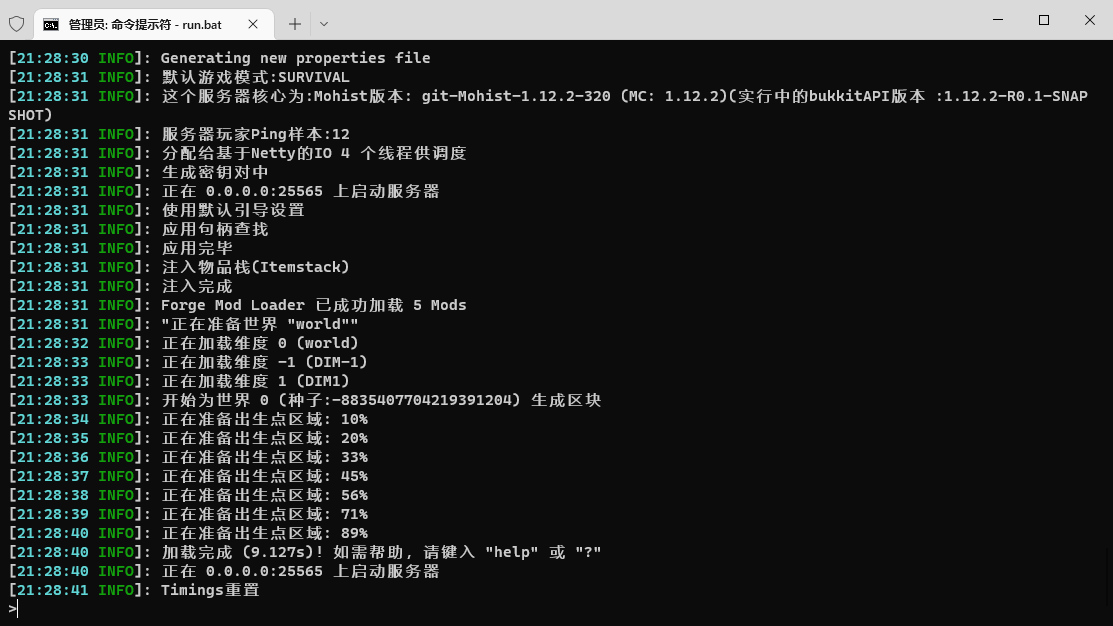 管理员: 命令提示符 - run.bat
[21:28:30 INFO]: Generating new properties file
[21:28:31 INFO]: 默认游戏模式:SURVIVAL
[21:28:31 INFO]: 这个服务器核心为:Mohist版本: git-Mohist-1.12.2-320 (MC: 1.12.2)(实行中的bukkitAPI版本 :1.12.2-R0.1-SNAP
SHOT)
[21:28:31 INFO]: 服务器玩家Ping样本:12
[21:28:31 INFO]: 分配给基于Netty的IO 4 个线程供调度
[21:28:31 INFO]: 生成密钥对中
[21:28:31 INFO]: 正在 0.0.0.0:25565 上启动服务器
[21:28:31 INFO]: 使用默认引导设置
[21:28:31 INFO]: 应用句柄查找
[21:28:31 INFO]: 应用完毕
[21:28:31 INFO]: 注入物品栈(Itemstack)
[21:28:31 INFO]: 注入完成
[21:28:31 INFO]: Forge Mod Loader 已成功加载 5 Mods
[21:28:31 INFO]: "正在准备世界 "world""
[21:28:32 INFO]: 正在加载维度 0 (world)
[21:28:33 INFO]: 正在加载维度 -1 (DIM-1)
[21:28:33 INFO]: 正在加载维度 1 (DIM1)
[21:28:33 INFO]: 开始为世界 0 (种子:-8835407704219391204) 生成区块
[21:28:34 INFO]: 正在准备出生点区域: 10%
[21:28:35 INFO]: 正在准备出生点区域: 20%
[21:28:36 INFO]: 正在准备出生点区域: 33%
[21:28:37 INFO]: 正在准备出生点区域: 45%
[21:28:38 INFO]: 正在准备出生点区域: 56%
[21:28:39 INFO]: 正在准备出生点区域: 71%
[21:28:40 INFO]: 正在准备出生点区域: 89%
[21:28:40 INFO]: 加载完成 (9.127s)! 如需帮助, 请键入 "help" 或 "?"
[21:28:40 INFO]: 正在 0.0.0.0:25565 上启动服务器
[21:28:41 INFO]: Timings重置
>